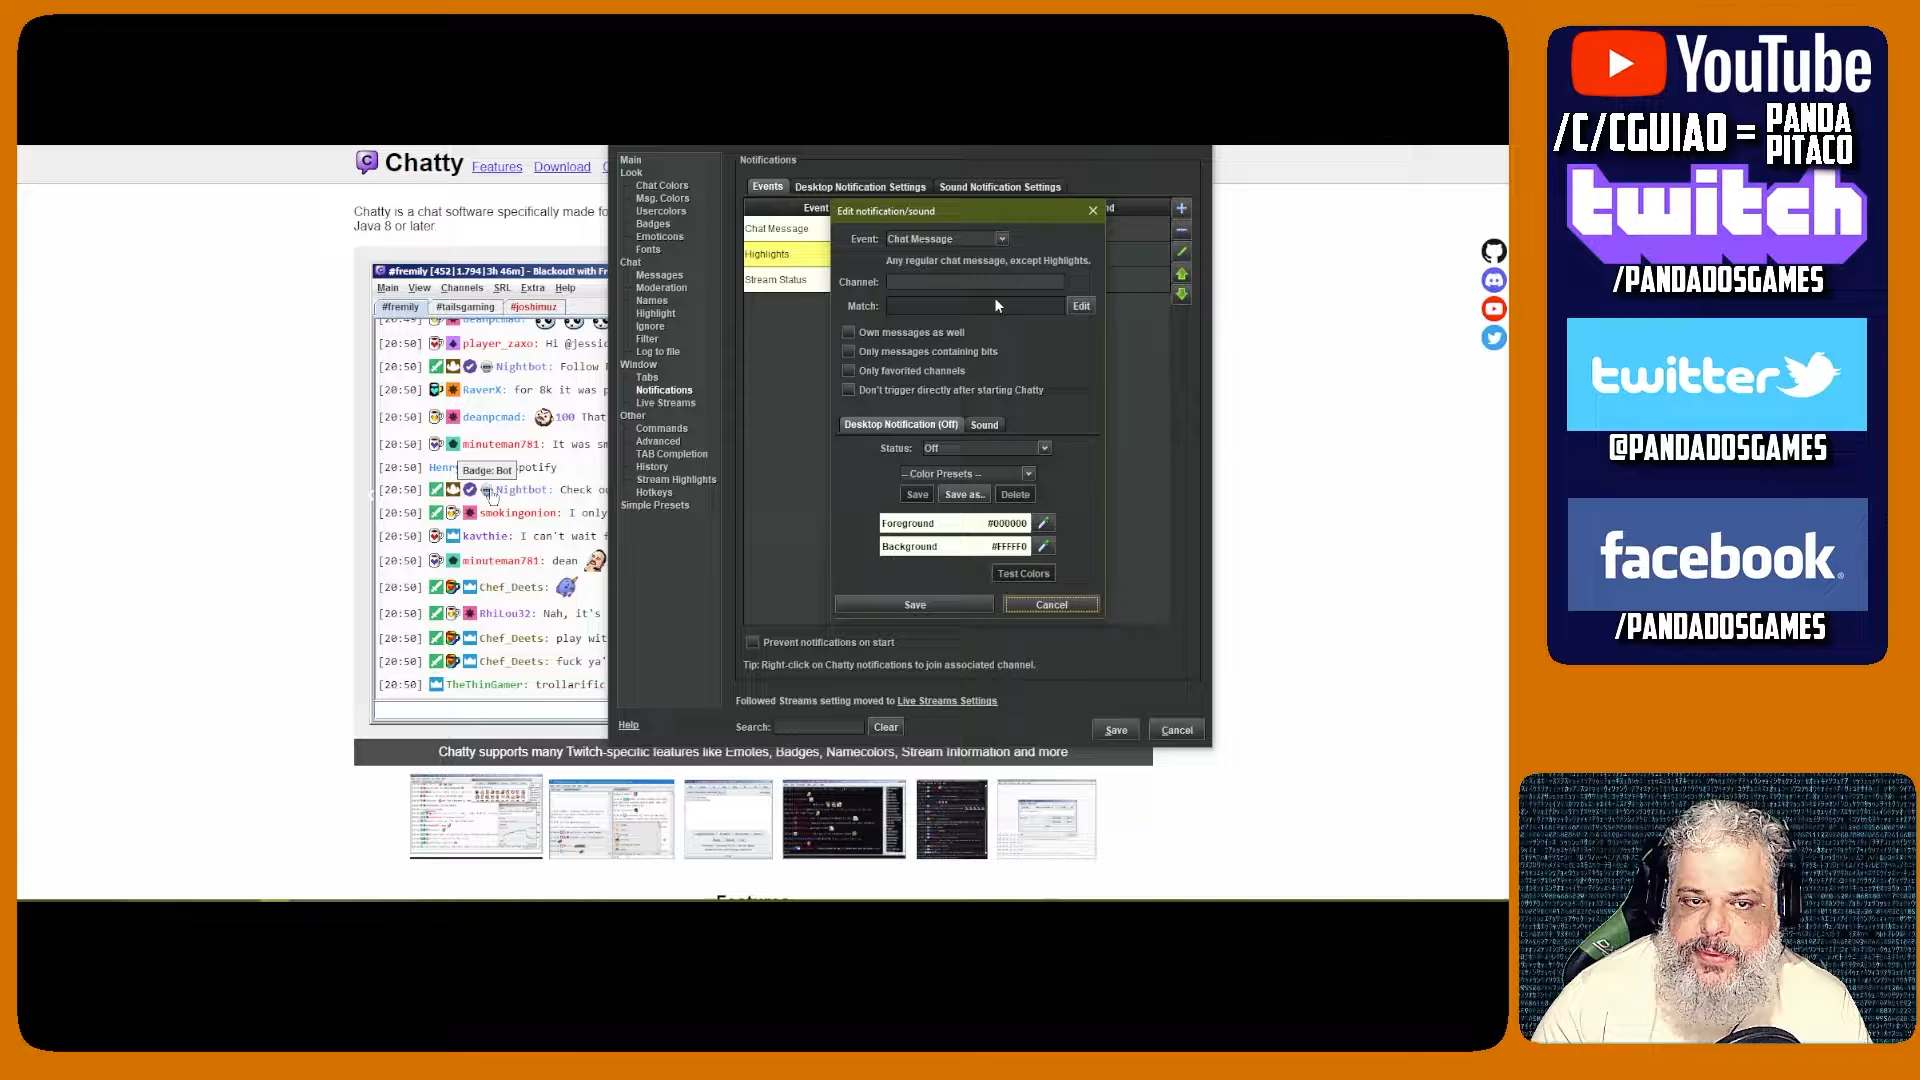 Chatty Features Download
Chatty is a chat software specifically made fo
Java 8 or later.
#fremily [452|1.794|3h 46m] - Blackout! with Fr
Main View Channels SRL Extra Help
#fremily #tailsgaming #joshimuz
[20:49] deanpcmad:
[20:50] player_zaxo: Hi @jessic
[20:50] Nightbot: Follow
[20:50] RaverX: for 8k it was p
[20:50] deanpcmad: 100 That
[20:50] minuteman781: It was sm
[20:50] Henr potify
Badge: Bot
[20:50] Nightbot: Check ou
[20:50] smokingonion: I only
[20:50] kavthie: I can't wait f
[20:50] minuteman781: dean
[20:50] Chef_Deets:
[20:50] RhiLou32: Nah, it's
[20:50] Chef_Deets: play wit
[20:50] Chef_Deets: fuck ya'
[20:50] TheThinGamer: trollarific
Chatty supports many Twitch-specific features like Emotes, Badges, Namecolors, Stream Information and more
Main
Look
Chat Colors
Msg. Colors
Usercolors
Badges
Emoticons
Fonts
Chat
Messages
Moderation
Names
Highlight
Ignore
Filter
Log to file
Window
Tabs
Notifications
Live Streams
Other
Commands
Advanced
TAB Completion
History
Stream Highlights
Hotkeys
Simple Presets
Help
Notifications
Events Desktop Notification Settings Sound Notification Settings
Event
Chat Message
Highlights
Stream Status
Edit notification/sound
Event: Chat Message
Any regular chat message, except Highlights.
Channel:
Match: Edit
Own messages as well
Only messages containing bits
Only favorited channels
Don't trigger directly after starting Chatty
Desktop Notification (Off) Sound
Status: Off
-- Color Presets --
Save Save as.. Delete
Foreground #000000
Background #FFFFF0
Test Colors
Save Cancel
Prevent notifications on start
Tip: Right-click on Chatty notifications to join associated channel.
Followed Streams setting moved to Live Streams Settings
Search: Clear
Save Cancel
YouTube
/C/CGUIAO = PANDA
PITACO
twitch
/PANDADOSGAMES
twitter
@PANDADOSGAMES
facebook
/PANDADOSGAMES